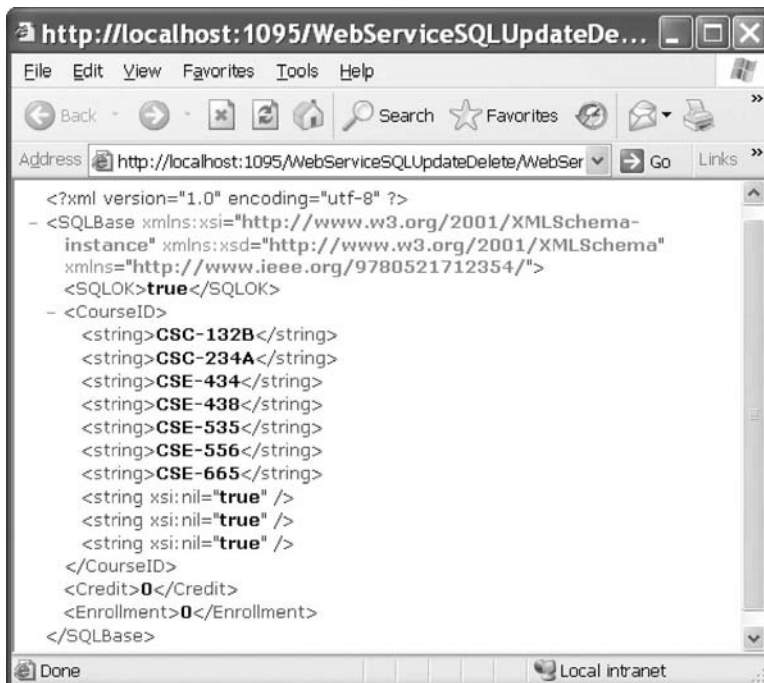 http://localhost:1095/WebServiceSQLUpdateDe...
File Edit View Favorites Tools Help
Back Search Favorites »
Address http://localhost:1095/WebServiceSQLUpdateDelete/WebSer Go Links »
<?xml version="1.0" encoding="utf-8" ?>
- <SQLBase xmlns:xsi="http://www.w3.org/2001/XMLSchema-
instance" xmlns:xsd="http://www.w3.org/2001/XMLSchema"
xmlns="http://www.ieee.org/9780521712354/">
<SQLOK>true</SQLOK>
- <CourseID>
<string>CSC-132B</string>
<string>CSC-234A</string>
<string>CSE-434</string>
<string>CSE-438</string>
<string>CSE-535</string>
<string>CSE-556</string>
<string>CSE-665</string>
<string xsi:nil="true" />
<string xsi:nil="true" />
<string xsi:nil="true" />
</CourseID>
<Credit>0</Credit>
<Enrollment>0</Enrollment>
</SQLBase>
Done Local intranet